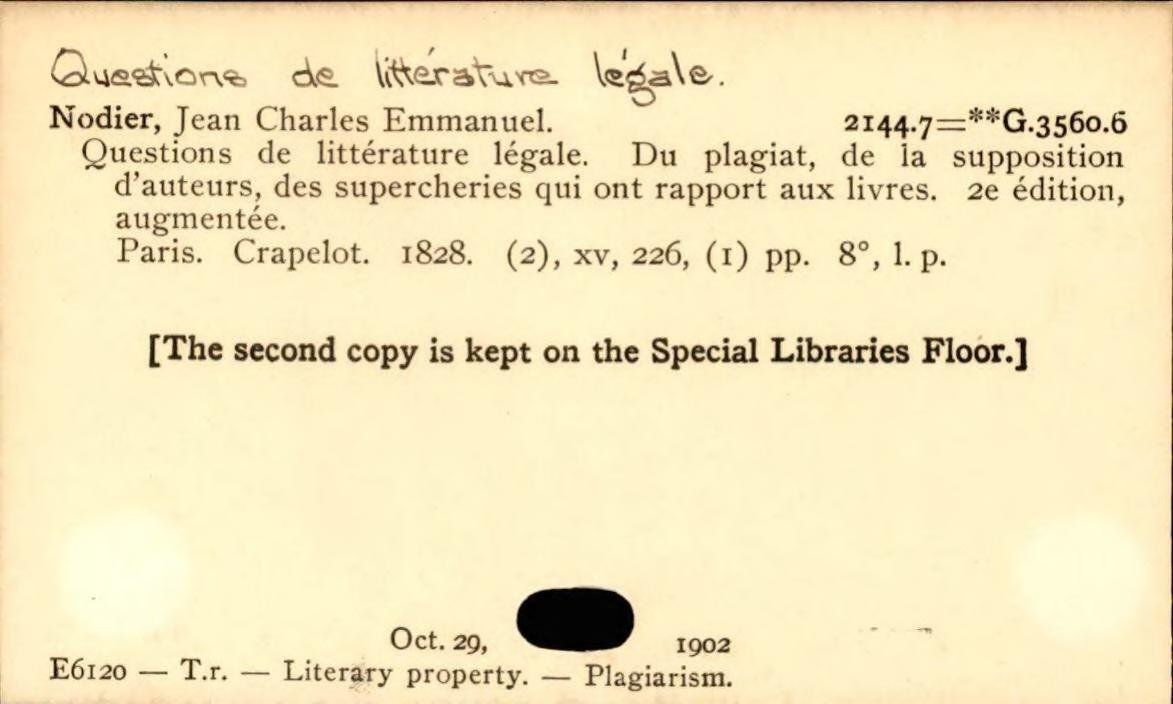 Questions de littérature légale.
Nodier, Jean Charles Emmanuel. 2144.7=**G.3560.6
Questions de littérature légale. Du plagiat, de la supposition
d'auteurs, des supercheries qui ont rapport aux livres. 2e édition,
augmentée.
Paris. Crapelot. 1828. (2), xv, 226, (1) pp. 8°, l. p.
[The second copy is kept on the Special Libraries Floor.]
Oct. 29, 1902
E6120 — T.r. — Literary property. — Plagiarism.